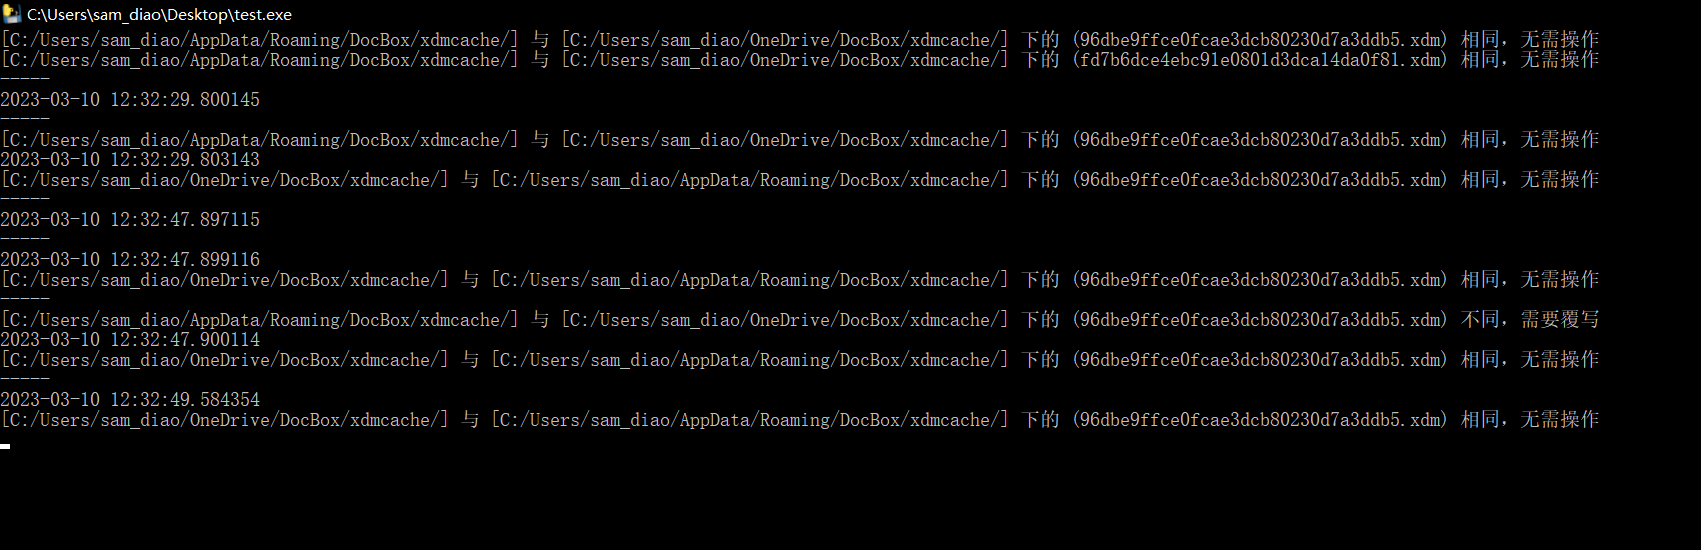 C:\Users\sam_diao\Desktop\test.exe
[C:/Users/sam_diao/AppData/Roaming/DocBox/xdmcache/] 与 [C:/Users/sam_diao/OneDrive/DocBox/xdmcache/] 下的 (96dbe9ffce0fcae3dcb80230d7a3ddb5.xdm) 相同，无需操作
[C:/Users/sam_diao/AppData/Roaming/DocBox/xdmcache/] 与 [C:/Users/sam_diao/OneDrive/DocBox/xdmcache/] 下的 (fd7b6dce4ebc91e0801d3dca14da0f81.xdm) 相同，无需操作
-----
2023-03-10 12:32:29.800145
-----
[C:/Users/sam_diao/AppData/Roaming/DocBox/xdmcache/] 与 [C:/Users/sam_diao/OneDrive/DocBox/xdmcache/] 下的 (96dbe9ffce0fcae3dcb80230d7a3ddb5.xdm) 相同，无需操作
2023-03-10 12:32:29.803143
[C:/Users/sam_diao/OneDrive/DocBox/xdmcache/] 与 [C:/Users/sam_diao/AppData/Roaming/DocBox/xdmcache/] 下的 (96dbe9ffce0fcae3dcb80230d7a3ddb5.xdm) 相同，无需操作
-----
2023-03-10 12:32:47.897115
-----
2023-03-10 12:32:47.899116
[C:/Users/sam_diao/OneDrive/DocBox/xdmcache/] 与 [C:/Users/sam_diao/AppData/Roaming/DocBox/xdmcache/] 下的 (96dbe9ffce0fcae3dcb80230d7a3ddb5.xdm) 相同，无需操作
-----
[C:/Users/sam_diao/AppData/Roaming/DocBox/xdmcache/] 与 [C:/Users/sam_diao/OneDrive/DocBox/xdmcache/] 下的 (96dbe9ffce0fcae3dcb80230d7a3ddb5.xdm) 不同，需要覆写
2023-03-10 12:32:47.900114
[C:/Users/sam_diao/OneDrive/DocBox/xdmcache/] 与 [C:/Users/sam_diao/AppData/Roaming/DocBox/xdmcache/] 下的 (96dbe9ffce0fcae3dcb80230d7a3ddb5.xdm) 相同，无需操作
-----
2023-03-10 12:32:49.584354
[C:/Users/sam_diao/OneDrive/DocBox/xdmcache/] 与 [C:/Users/sam_diao/AppData/Roaming/DocBox/xdmcache/] 下的 (96dbe9ffce0fcae3dcb80230d7a3ddb5.xdm) 相同，无需操作